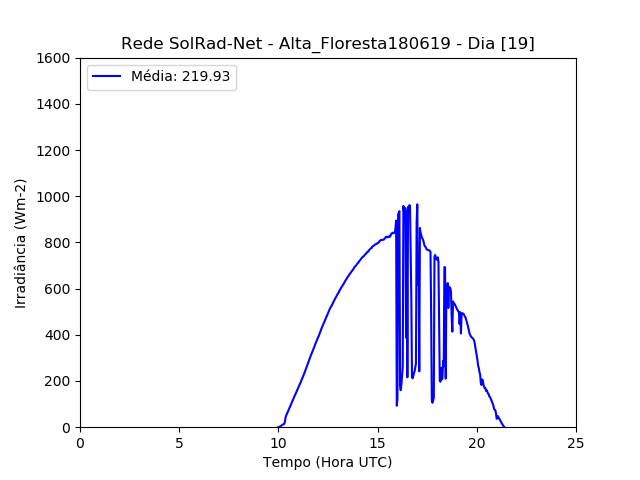 Rede SolRad-Net - Alta_Floresta180619 - Dia [19]
Média: 219.93
1600
1400
1200
1000
800
600
400
200
0
Irradiância (Wm-2)
0 5 10 15 20 25
Tempo (Hora UTC)